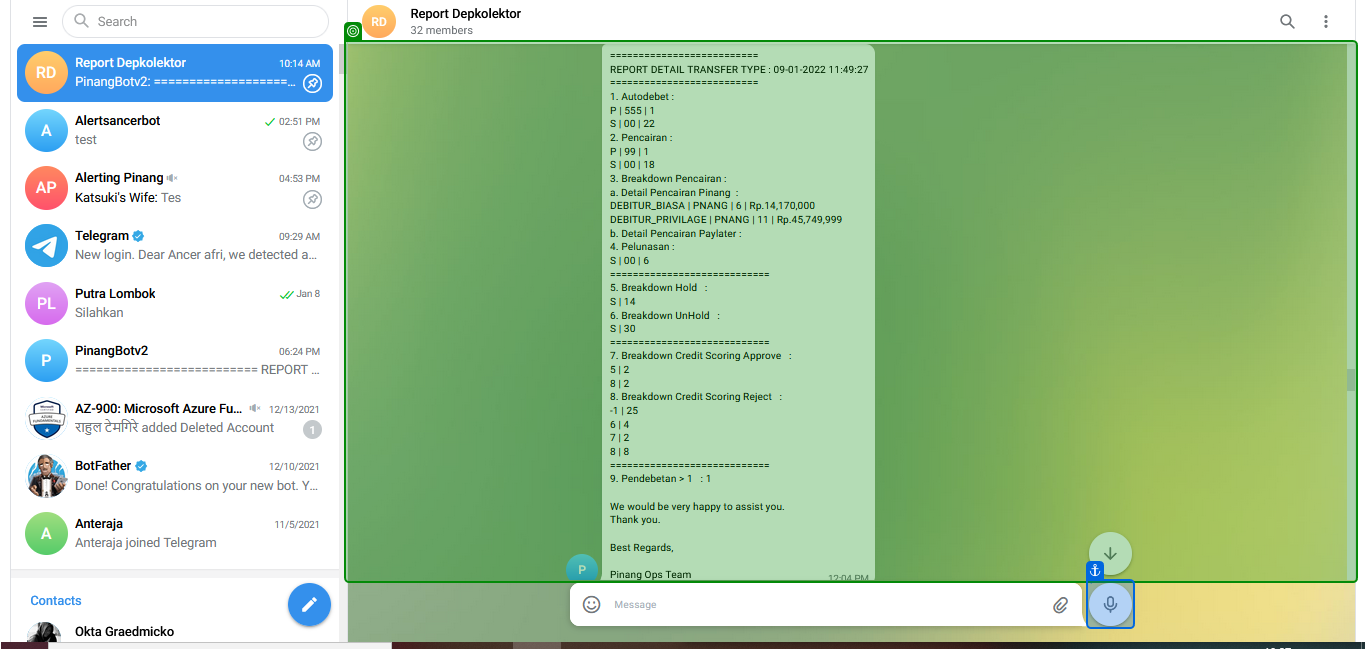 Search
RD
Report Depkolektor
10:14 AM
PinangBotv2: ===================...
A
Alertsancerbot
02:51 PM
test
AP
Alerting Pinang
04:53 PM
Katsuki's Wife: Tes
Telegram
09:29 AM
New login. Dear Ancer afri, we detected a...
PL
Putra Lombok
Jan 8
Silahkan
P
PinangBotv2
06:24 PM
========================== REPORT ...
AZ-900: Microsoft Azure Fu...
12/13/2021
राहुल टेमगिरे added Deleted Account
1
BotFather
12/10/2021
Done! Congratulations on your new bot. Y...
A
Anteraja
11/5/2021
Anteraja joined Telegram
Contacts
Okta Graedmicko
RD
Report Depkolektor
32 members
=========================
REPORT DETAIL TRANSFER TYPE : 09-01-2022 11:49:27
=========================
1. Autodebet :
P | 555 | 1
S | 00 | 22
2. Pencairan :
P | 99 | 1
S | 00 | 18
3. Breakdown Pencairan :
a. Detail Pencairan Pinang :
DEBITUR_BIASA | PNANG | 6 | Rp.14,170,000
DEBITUR_PRIVILAGE | PNANG | 11 | Rp.45,749,999
b. Detail Pencairan Paylater :
4. Pelunasan :
S | 00 | 6
===========================
5. Breakdown Hold :
S | 14
6. Breakdown UnHold :
S | 30
===========================
7. Breakdown Credit Scoring Approve :
5 | 2
8 | 2
8. Breakdown Credit Scoring Reject :
-1 | 25
6 | 4
7 | 2
8 | 8
===========================
9. Pendebetan > 1 : 1
We would be very happy to assist you.
Thank you.
Best Regards,
Pinang Ops Team
12:04 PM
P
Message